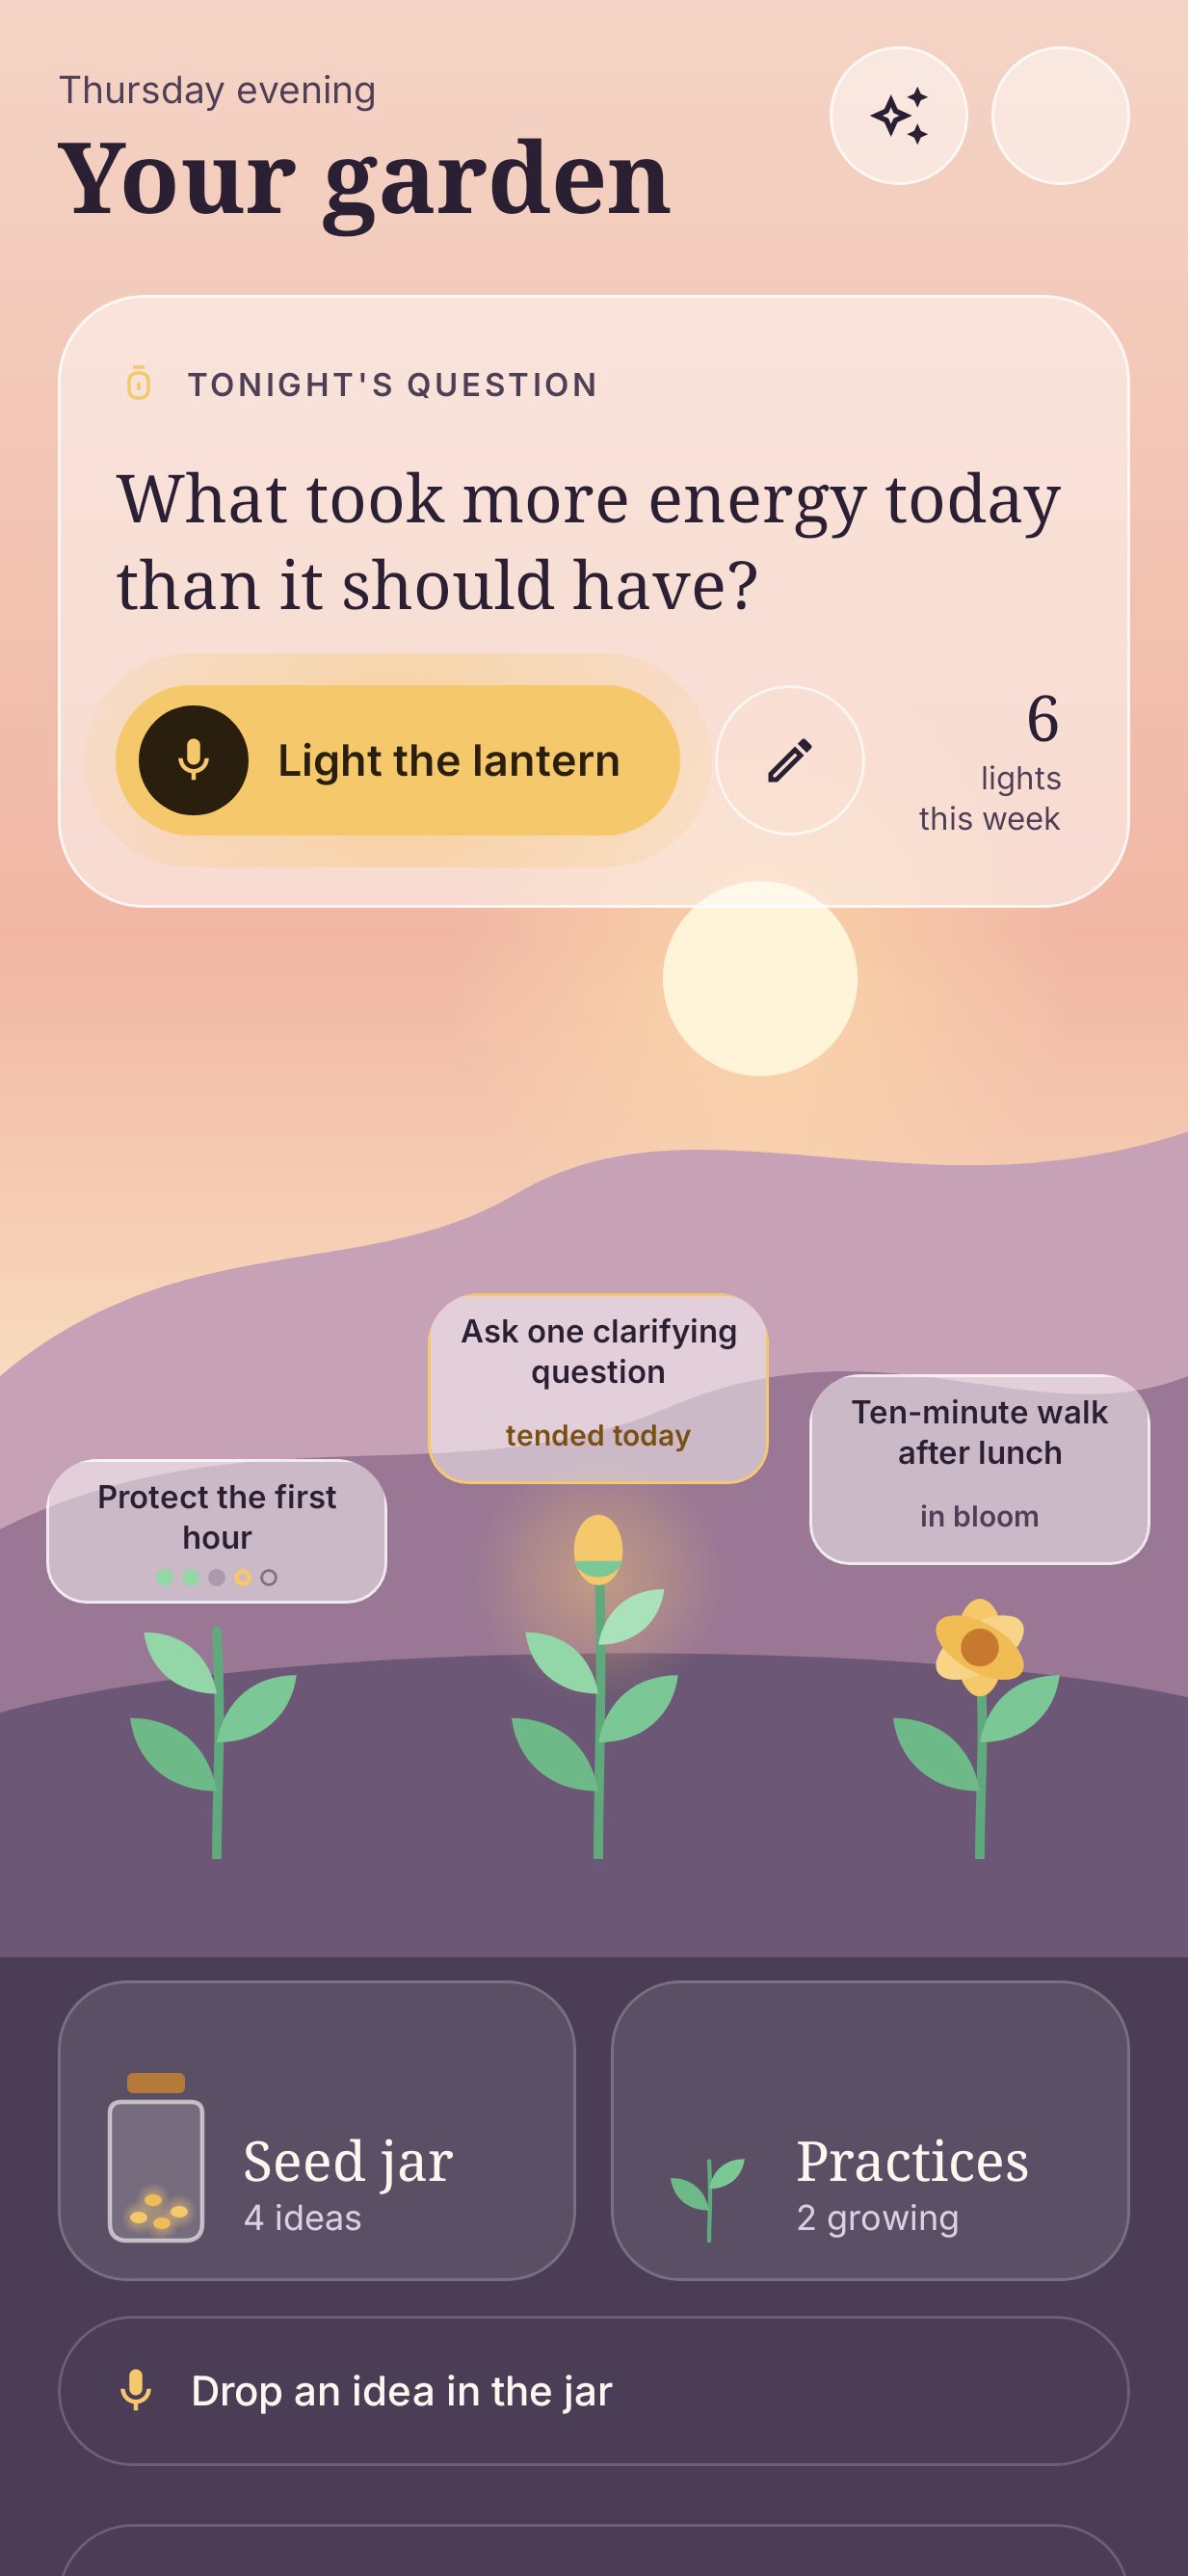 Thursday evening
Your garden
TONIGHT'S QUESTION
What took more energy today
than it should have?
Light the lantern
6
lights
this week
Ask one clarifying
question
tended today
Ten-minute walk
after lunch
in bloom
Protect the first
hour
Seed jar
4 ideas
Practices
2 growing
Drop an idea in the jar